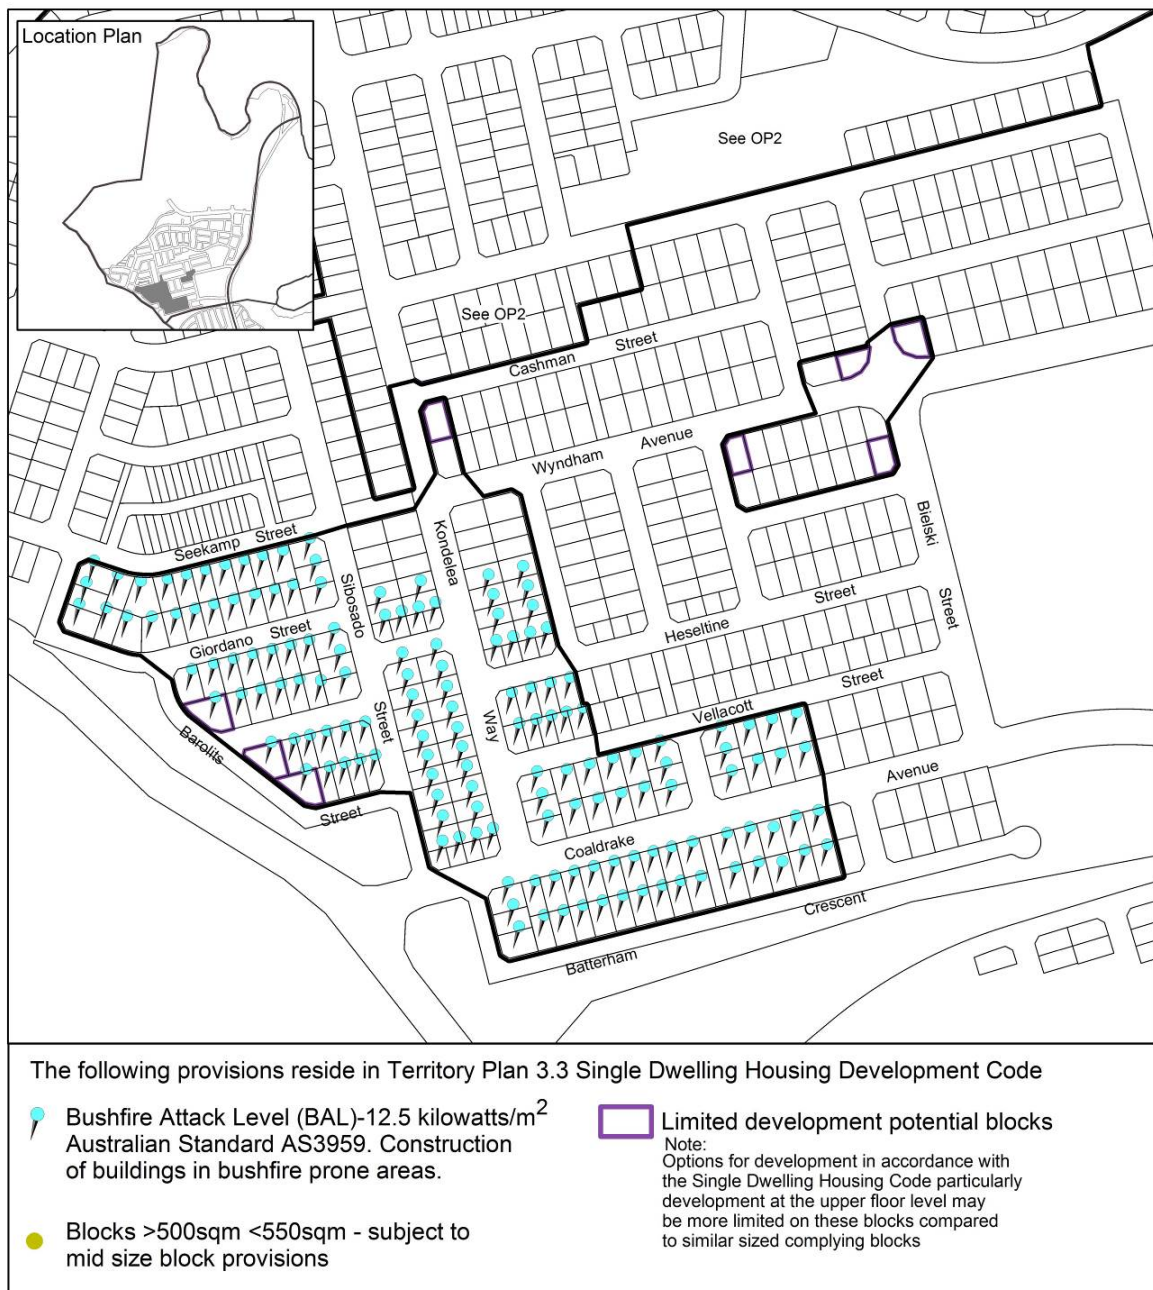 Location Plan
See OP2
See OP2
Cashman Street
Wyndham Avenue
Seekamp Street
Kondelea
Way
Sibosado
Street
Giordano Street
Bielski
Street
Heseltine Street
Vellacott Street
Barolits
Street
Coaldrake Avenue
Batterham Crescent
The following provisions reside in Territory Plan 3.3 Single Dwelling Housing Development Code
Bushfire Attack Level (BAL)-12.5 kilowatts/m²
Australian Standard AS3959. Construction
of buildings in bushfire prone areas.
Blocks >500sqm <550sqm - subject to
mid size block provisions
Limited development potential blocks
Note:
Options for development in accordance with
the Single Dwelling Housing Code particularly
development at the upper floor level may
be more limited on these blocks compared
to similar sized complying blocks